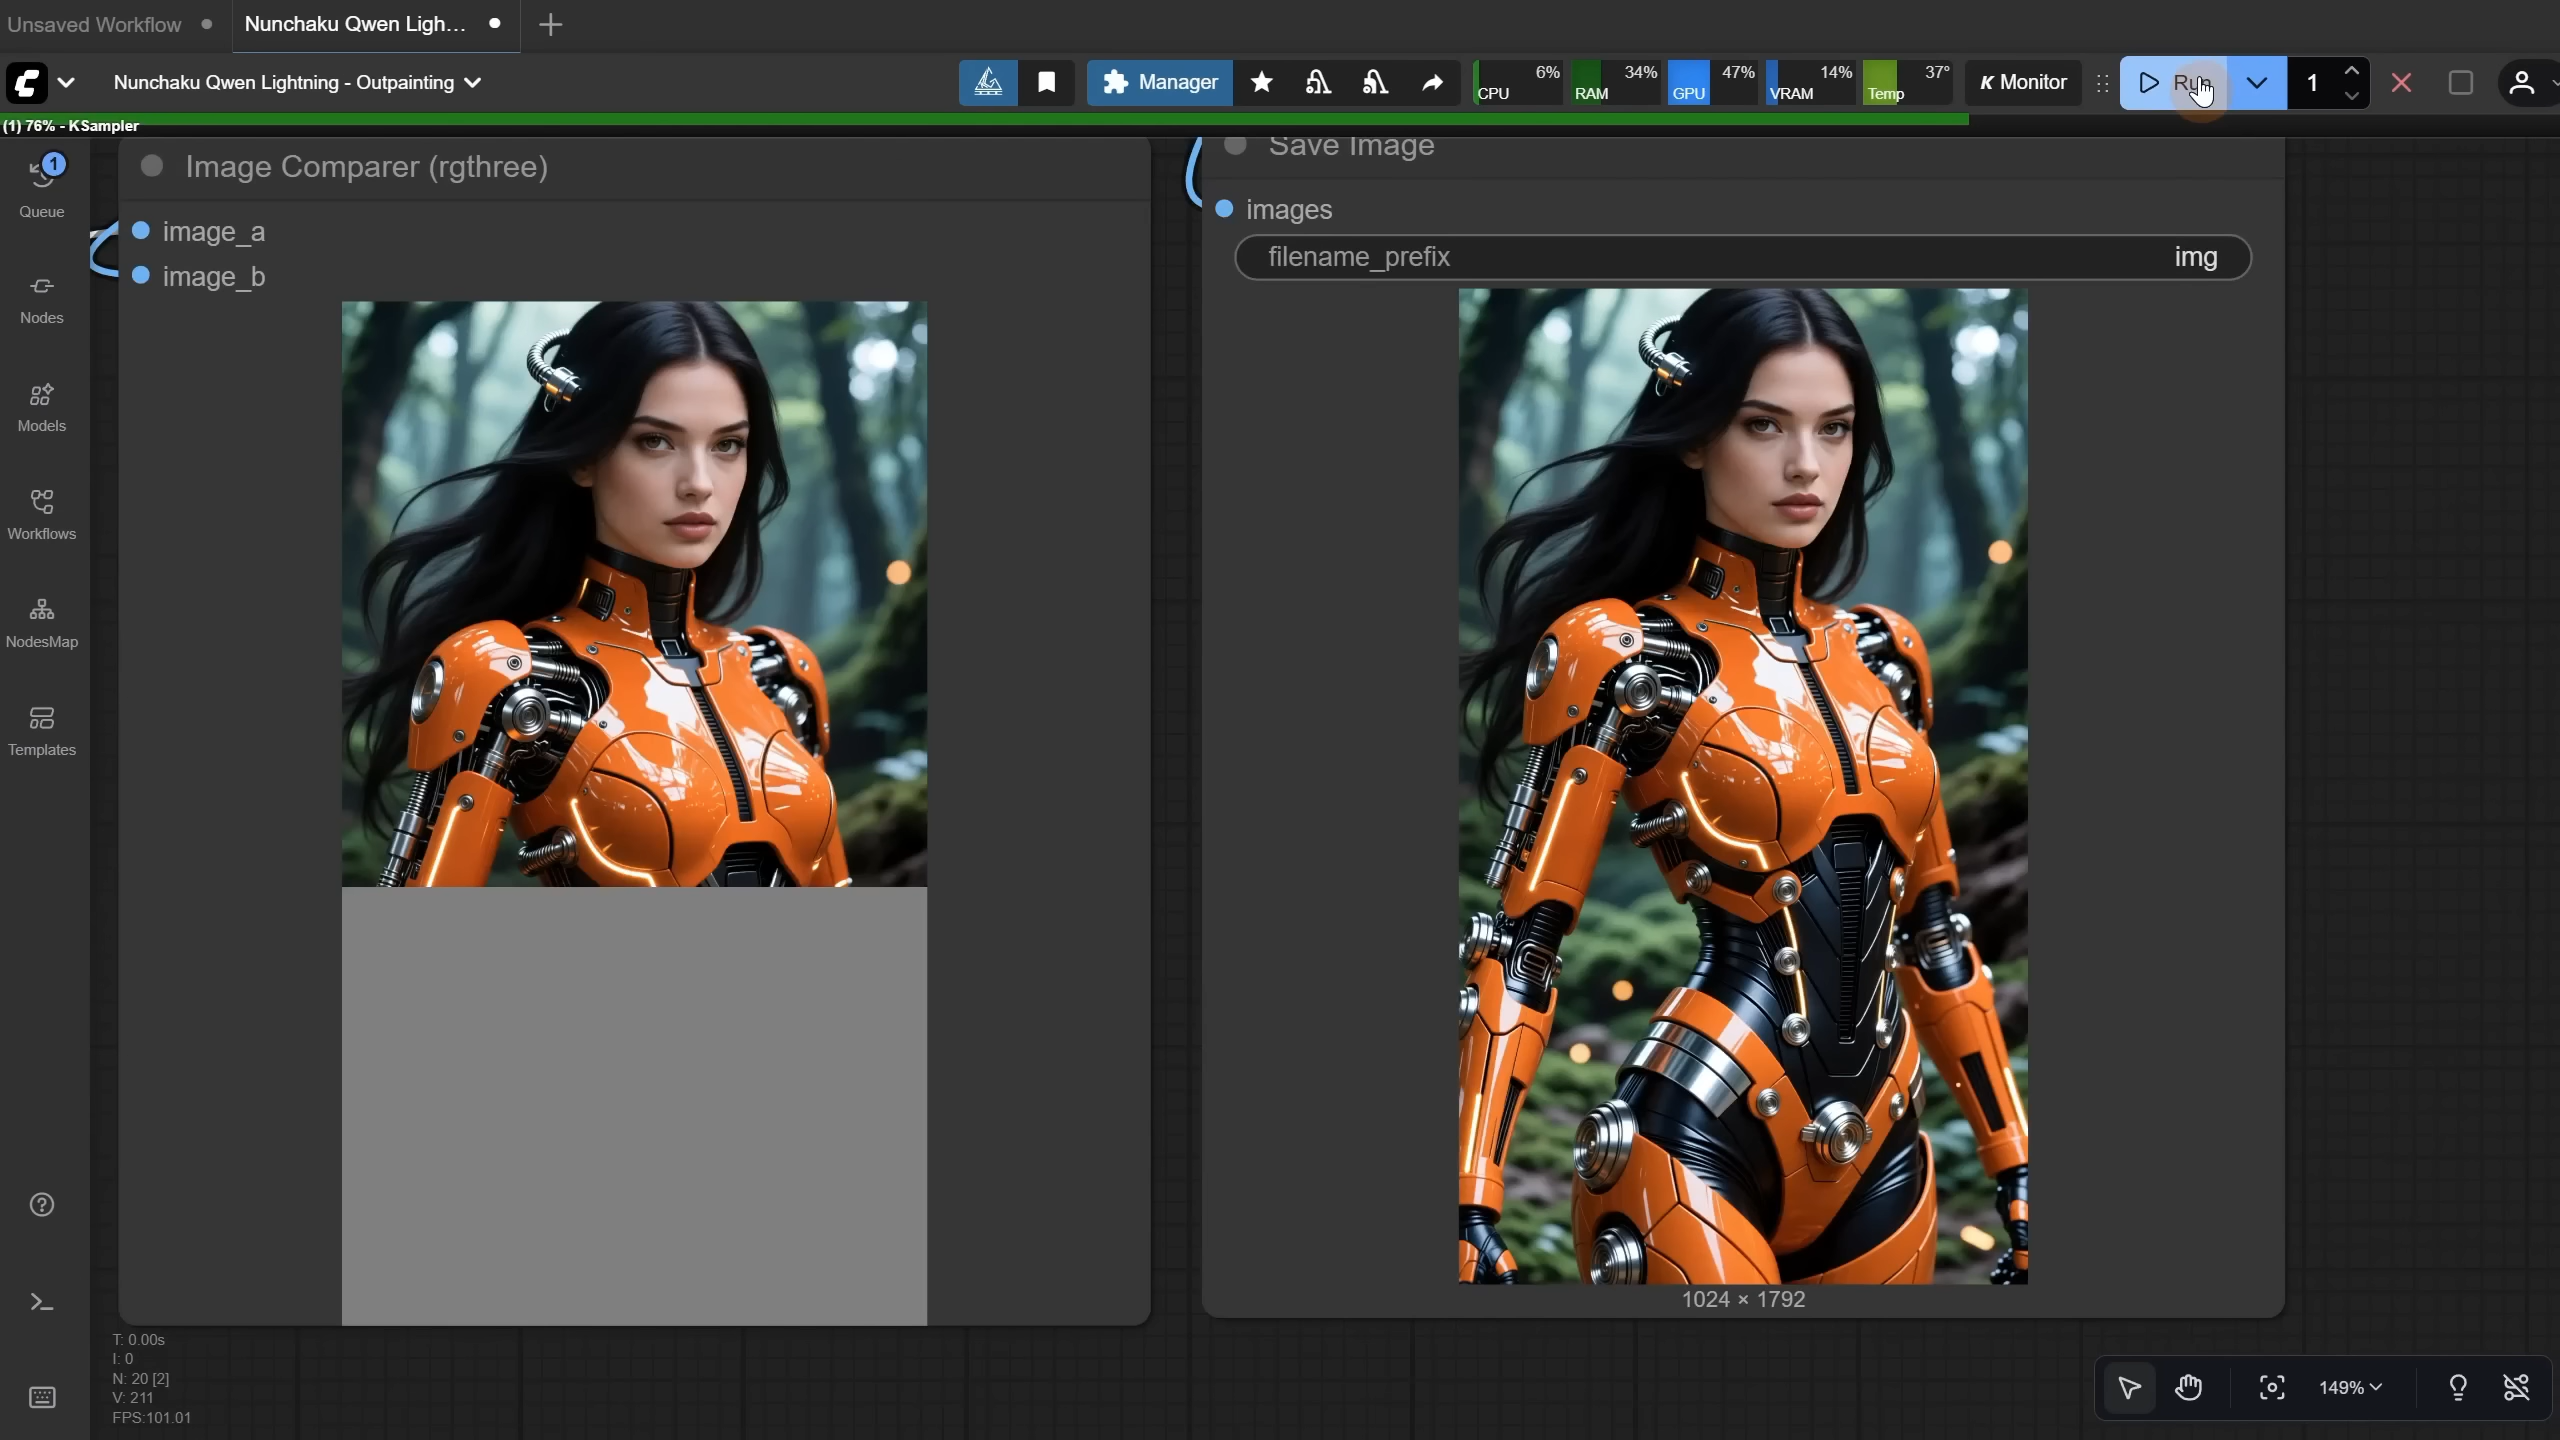 Unsaved Workflow
Nunchaku Qwen Ligh...
Nunchaku Qwen Lightning - Outpainting
Manager
6%
CPU
34%
RAM
47%
GPU
14%
VRAM
37°
Temp
K Monitor
Run
1
(1) 76% - KSampler
1
Queue
Nodes
Models
Workflows
NodesMap
Templates
Image Comparer (rgthree)
image_a
image_b
Save Image
images
filename_prefix
img
1024 × 1792
T: 0.00s
I: 0
N: 20 [2]
V: 211
FPS:101.01
149%